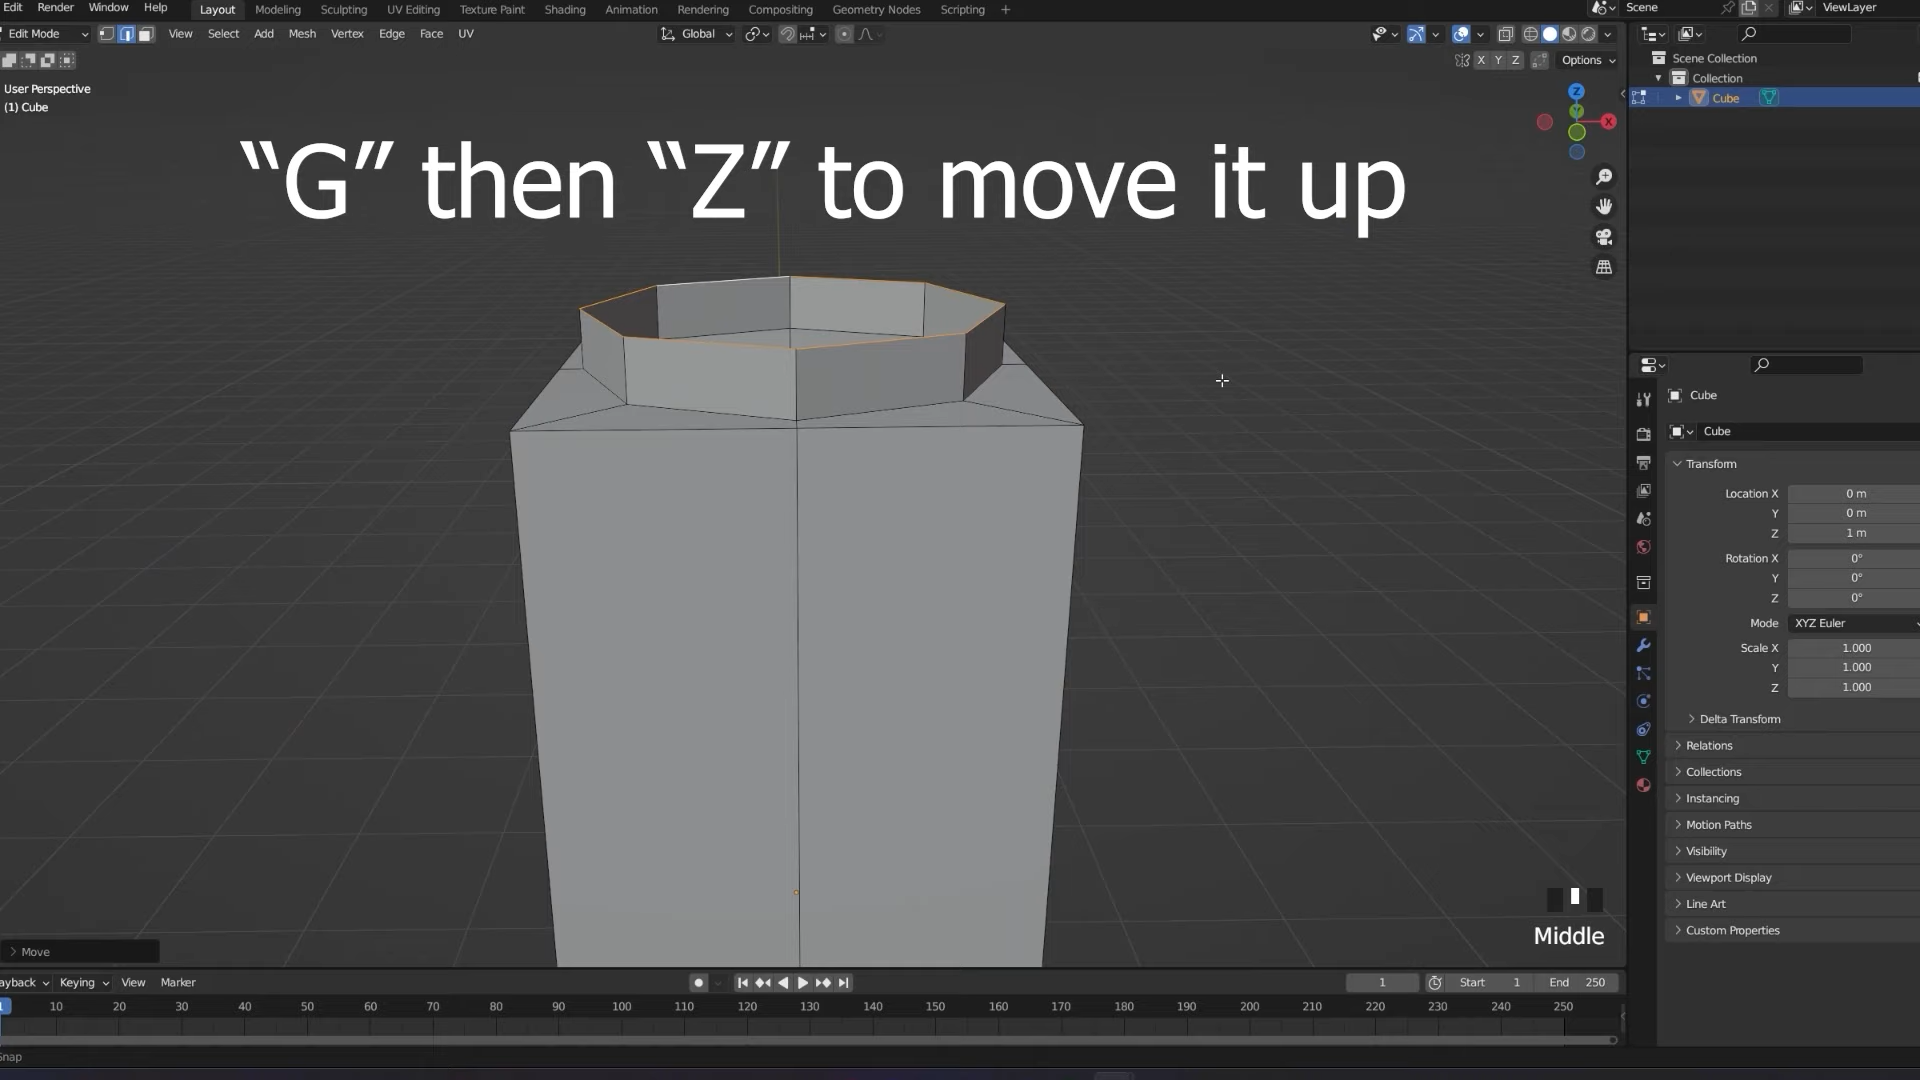 Edit Render Window Help Layout Modeling Sculpting UV Editing Texture Paint Shading Animation Rendering Compositing Geometry Nodes Scripting + Scene ViewLayer
Edit Mode View Select Add Mesh Vertex Edge Face UV Global
X Y Z Options
User Perspective
(1) Cube
Scene Collection
Collection
Cube
Z
Y
X
“G” then “Z” to move it up
Cube
Cube
Transform
Location X 0 m
Y 0 m
Z 1 m
Rotation X 0°
Y 0°
Z 0°
Mode XYZ Euler
Scale X 1.000
Y 1.000
Z 1.000
Delta Transform
Relations
Collections
Instancing
Motion Paths
Visibility
Viewport Display
Line Art
Custom Properties
Middle
Move
ayback Keying View Marker 1 Start 1 End 250
1 10 20 30 40 50 60 70 80 90 100 110 120 130 140 150 160 170 180 190 200 210 220 230 240 250
Snap